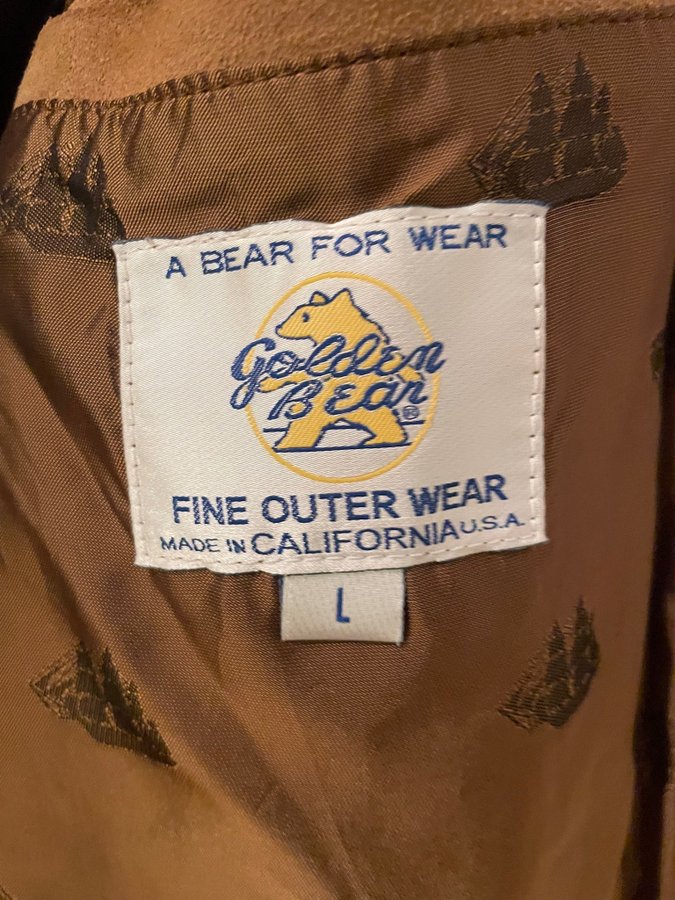 A BEAR FOR WEAR
Golden
Bear®
FINE OUTER WEAR
MADE IN CALIFORNIA U.S.A.
L